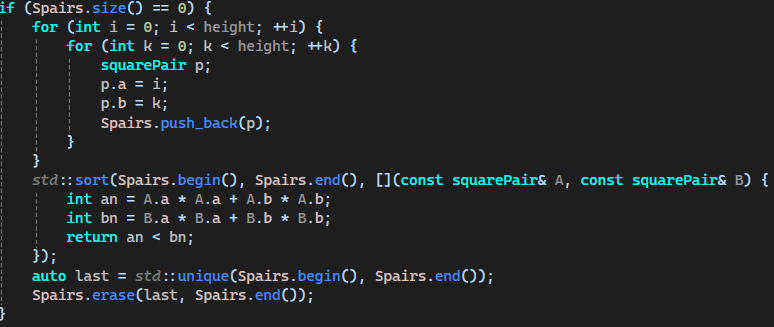 if (Spairs.size() == 0) {
    for (int i = 0; i < height; ++i) {
        for (int k = 0; k < height; ++k) {
            squarePair p;
            p.a = i;
            p.b = k;
            Spairs.push_back(p);
        }
    }
    std::sort(Spairs.begin(), Spairs.end(), [](const squarePair& A, const squarePair& B) {
        int an = A.a * A.a + A.b * A.b;
        int bn = B.a * B.a + B.b * B.b;
        return an < bn;
    });
    auto last = std::unique(Spairs.begin(), Spairs.end());
    Spairs.erase(last, Spairs.end());
}